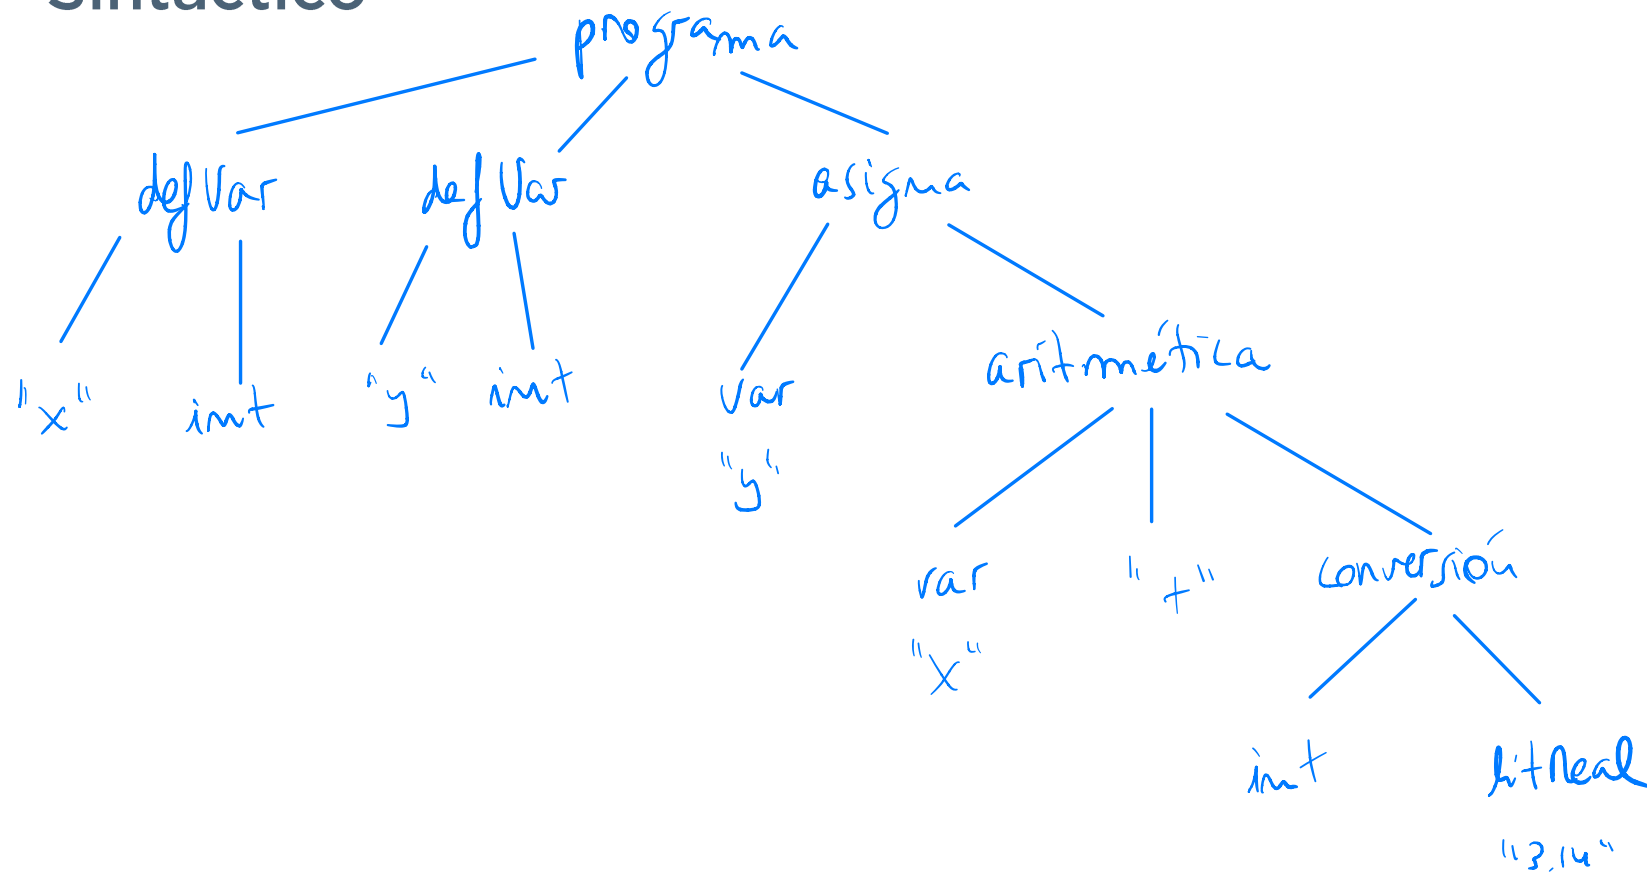 Sintáctico
programa
defVar defVar asigna
"x" int "y" int var aritmética
"y"
var "+" conversión
"x"
int litReal
"3.14"